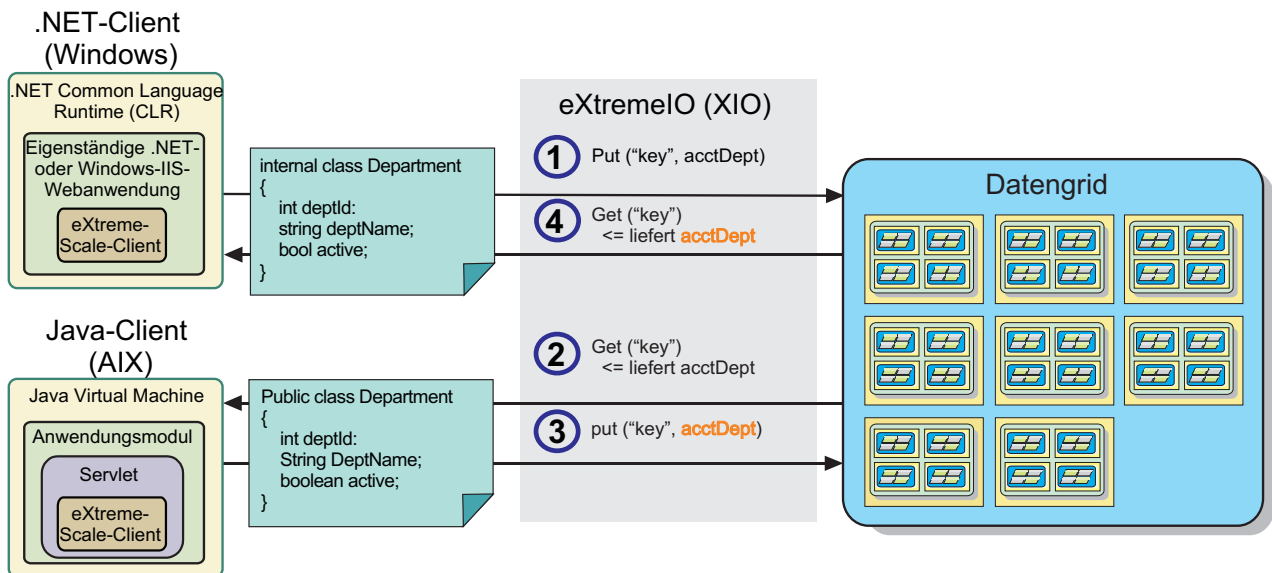 .NET-Client
(Windows)
.NET Common Language
Runtime (CLR)
Eigenständige .NET-
oder Windows-IIS-
Webanwendung
eXtreme-
Scale-Client
internal class Department
{
int deptId:
string deptName;
bool active;
}
eXtremeIO (XIO)
1 Put (“key”, acctDept)
4 Get (“key”)
<= liefert acctDept
2 Get (“key”)
<= liefert acctDept
3 put (“key”, acctDept)
Datengrid
Java-Client
(AIX)
Java Virtual Machine
Anwendungsmodul
Servlet
eXtreme-
Scale-Client
Public class Department
{
int deptId:
String DeptName;
boolean active;
}